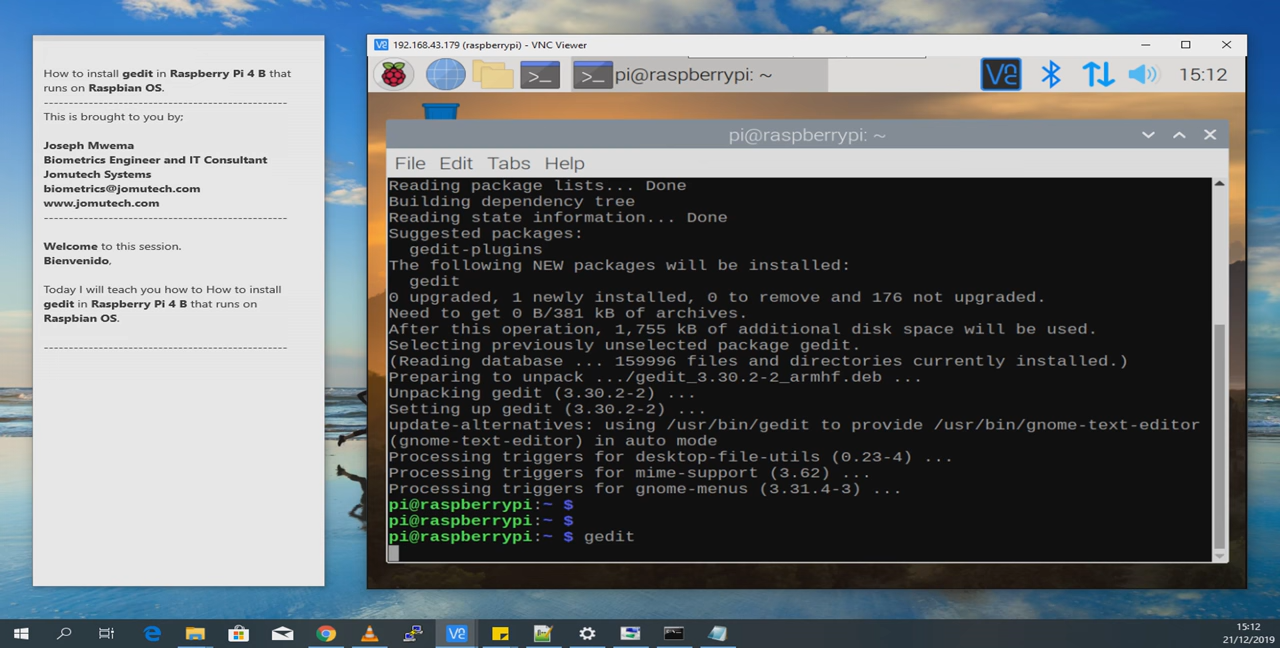 How to install gedit in Raspberry Pi 4 B that
runs on Raspbian OS.
---------------------------------------------------
This is brought to you by;
Joseph Mwema
Biometrics Engineer and IT Consultant
Jomutech Systems
biometrics@jomutech.com
www.jomutech.com
---------------------------------------------------
Welcome to this session.
Bienvenido,
Today I will teach you how to How to install
gedit in Raspberry Pi 4 B that runs on
Raspbian OS.
---------------------------------------------------
192.168.43.179 (raspberrypi) - VNC Viewer
pi@raspberrypi: ~
15:12
pi@raspberrypi: ~
File Edit Tabs Help
Reading package lists... Done
Building dependency tree
Reading state information... Done
Suggested packages:
  gedit-plugins
The following NEW packages will be installed:
  gedit
0 upgraded, 1 newly installed, 0 to remove and 176 not upgraded.
Need to get 0 B/381 kB of archives.
After this operation, 1,755 kB of additional disk space will be used.
Selecting previously unselected package gedit.
(Reading database ... 159996 files and directories currently installed.)
Preparing to unpack .../gedit_3.30.2-2_armhf.deb ...
Unpacking gedit (3.30.2-2) ...
Setting up gedit (3.30.2-2) ...
update-alternatives: using /usr/bin/gedit to provide /usr/bin/gnome-text-editor
(gnome-text-editor) in auto mode
Processing triggers for desktop-file-utils (0.23-4) ...
Processing triggers for mime-support (3.62) ...
Processing triggers for gnome-menus (3.31.4-3) ...
pi@raspberrypi:~ $
pi@raspberrypi:~ $
pi@raspberrypi:~ $ gedit
15:12
21/12/2019